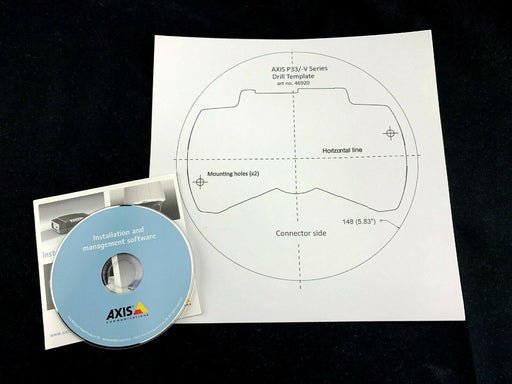 AXIS P33/-V Series
Drill Template
art no. 46920
Horizontal line
Mounting holes (x2)
148 (5.83")
Connector side
Installation and
management software
AXIS
COMMUNICATIONS